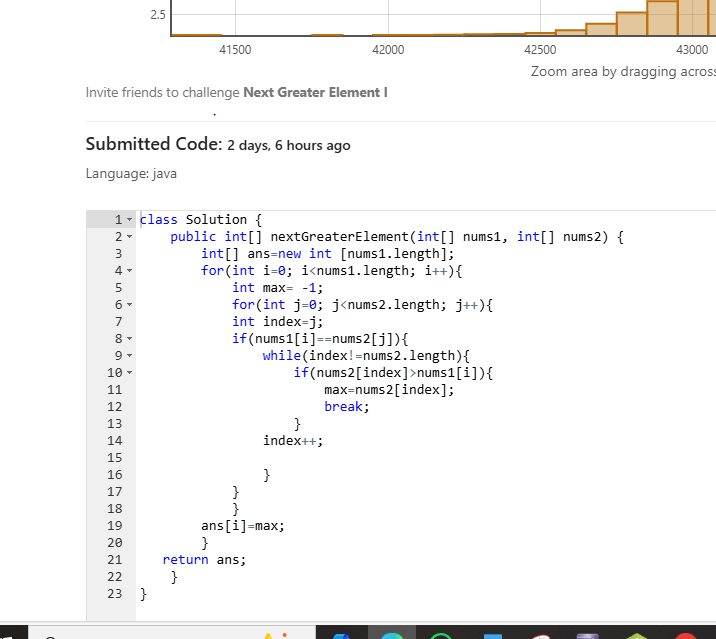 2.5
41500 42000 42500 43000
Zoom area by dragging across
Invite friends to challenge Next Greater Element I
Submitted Code: 2 days, 6 hours ago
Language: java
1 class Solution {
2 public int[] nextGreaterElement(int[] nums1, int[] nums2) {
3 int[] ans=new int [nums1.length];
4 for(int i=0; i<nums1.length; i++){
5 int max= -1;
6 for(int j=0; j<nums2.length; j++){
7 int index=j;
8 if(nums1[i]==nums2[j]){
9 while(index!=nums2.length){
10 if(nums2[index]>nums1[i]){
11 max=nums2[index];
12 break;
13 }
14 index++;
15
16 }
17 }
18 }
19 ans[i]=max;
20 }
21 return ans;
22 }
23 }